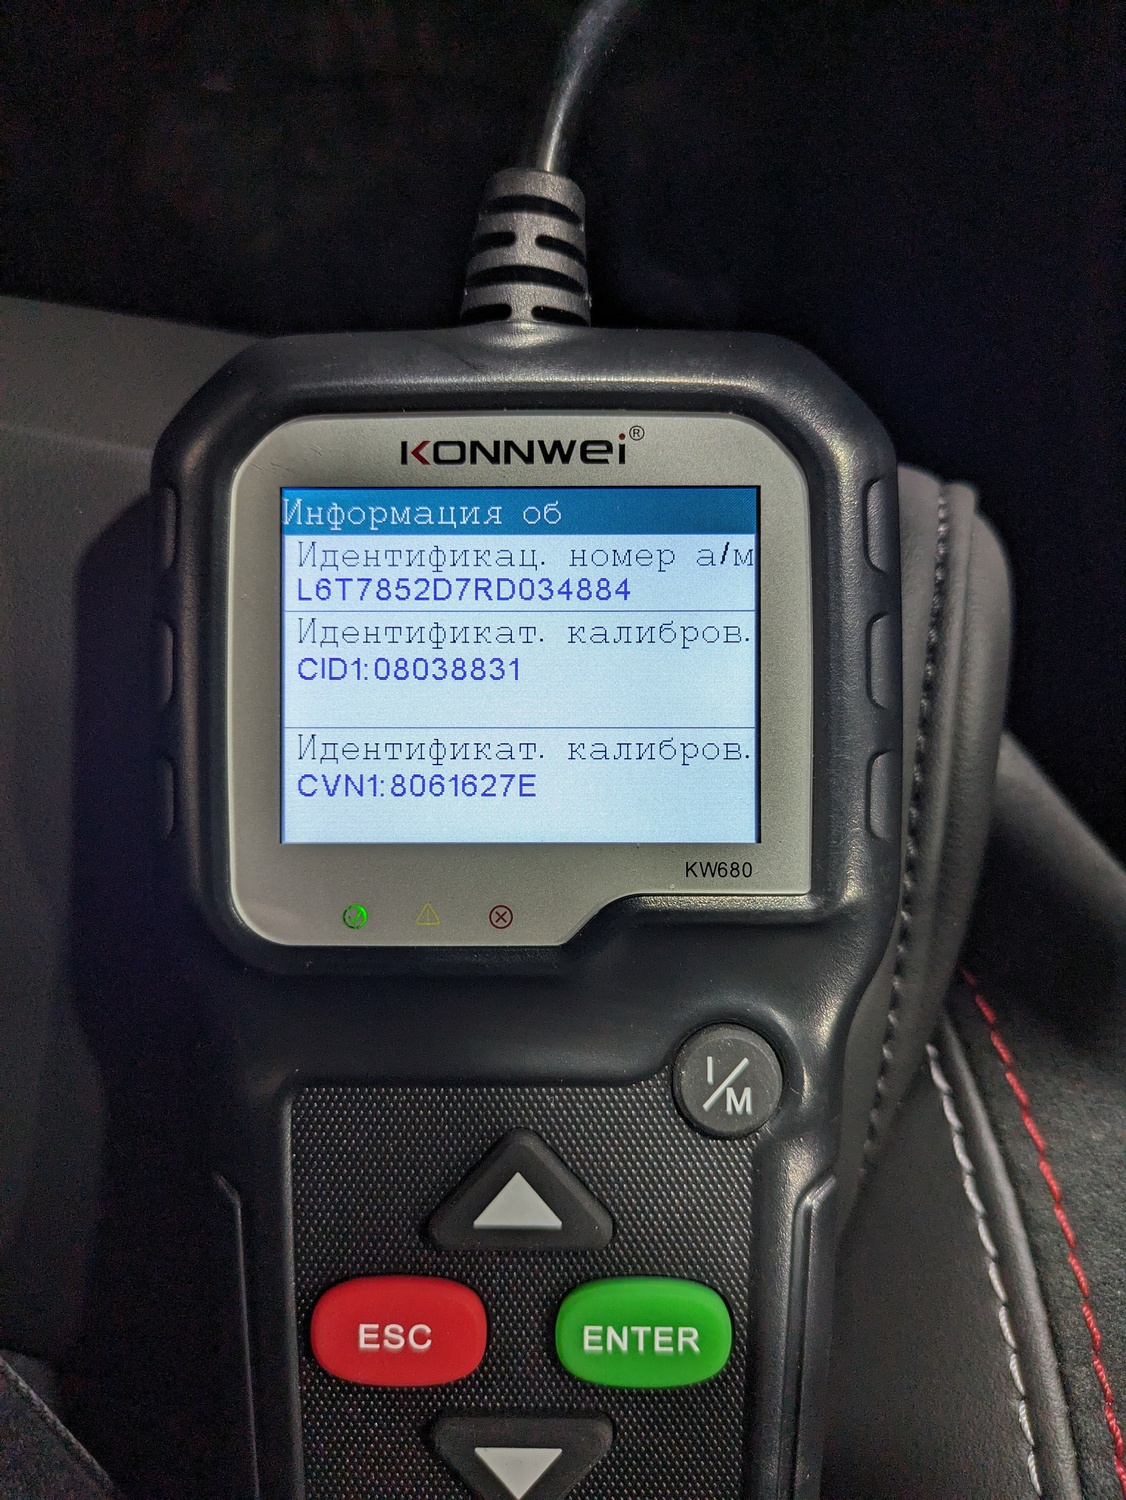 KONNWEI®
Информация об
Идентификац. номер а/м
L6T7852D7RD034884
Идентификат. калибров.
CID1:08038831
Идентификат. калибров.
CVN1:8061627E
KW680
I/M
ESC
ENTER